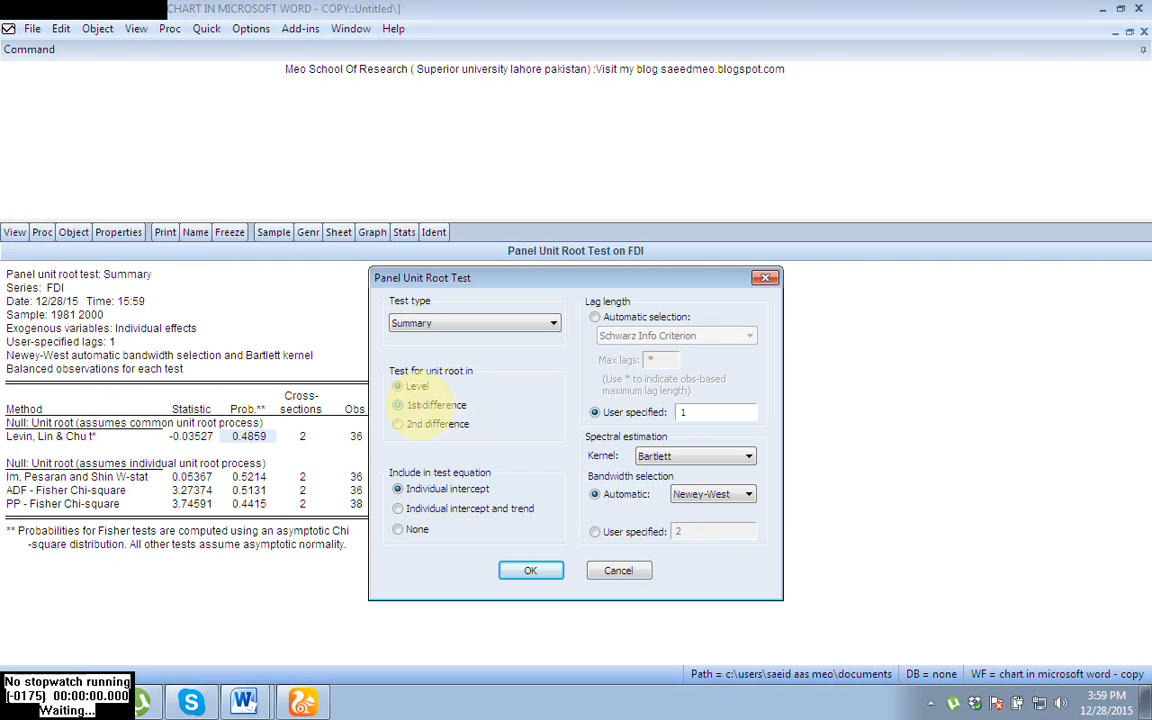 CHART IN MICROSOFT WORD - COPY::Untitled\]
File Edit Object View Proc Quick Options Add-ins Window Help
Command
Meo School Of Research ( Superior university lahore pakistan) :Visit my blog saeedmeo.blogspot.com
View Proc Object Properties Print Name Freeze Sample Genr Sheet Graph Stats Ident
Panel Unit Root Test on FDI
Panel unit root test: Summary
Series: FDI
Date: 12/28/15 Time: 15:59
Sample: 1981 2000
Exogenous variables: Individual effects
User-specified lags: 1
Newey-West automatic bandwidth selection and Bartlett kernel
Balanced observations for each test
Cross-
Method Statistic Prob.** sections Obs
Null: Unit root (assumes common unit root process)
Levin, Lin & Chu t* -0.03527 0.4859 2 36
Null: Unit root (assumes individual unit root process)
Im, Pesaran and Shin W-stat 0.05367 0.5214 2 36
ADF - Fisher Chi-square 3.27374 0.5131 2 36
PP - Fisher Chi-square 3.74591 0.4415 2 38
** Probabilities for Fisher tests are computed using an asymptotic Chi
-square distribution. All other tests assume asymptotic normality.
Panel Unit Root Test
Test type
Summary
Test for unit root in
Level
1st difference
2nd difference
Include in test equation
Individual intercept
Individual intercept and trend
None
Lag length
Automatic selection:
Schwarz Info Criterion
Max lags: *
(Use * to indicate obs-based
maximum lag length)
User specified: 1
Spectral estimation
Kernel: Bartlett
Bandwidth selection
Automatic: Newey-West
User specified: 2
OK Cancel
Path = c:\users\saeid aas meo\documents DB = none WF = chart in microsoft word - copy
No stopwatch running
[-0175] 00:00:00.000
Waiting...
3:59 PM
12/28/2015